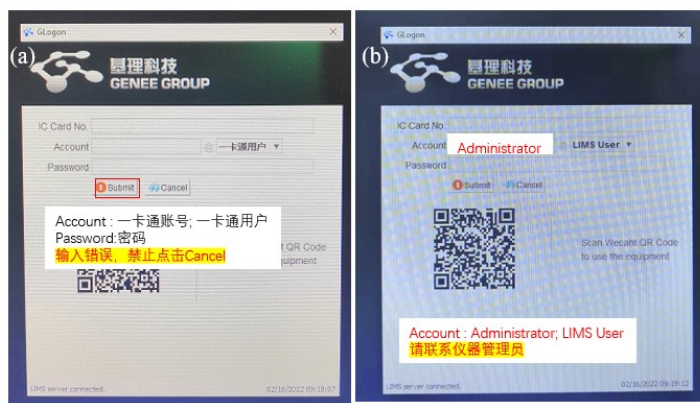 (a)
GLogon
基理科技
GENEE GROUP
IC Card No.
Account
@ 一卡通用户
Password
Submit
Cancel
Account : 一卡通账号; 一卡通用户
Password:密码
输入错误，禁止点击Cancel
QR Code
LIMS server connected.
02/16/2022 09:18:07
(b)
GLogon
基理科技
GENEE GROUP
IC Card No.
Account
Administrator
@ LIMS User
Password
Submit
Cancel
Scan Wecaht QR Code
to use the equipment
Account : Administrator; LIMS User
请联系仪器管理员
LIMS server connected.
02/16/2022 09:19:12